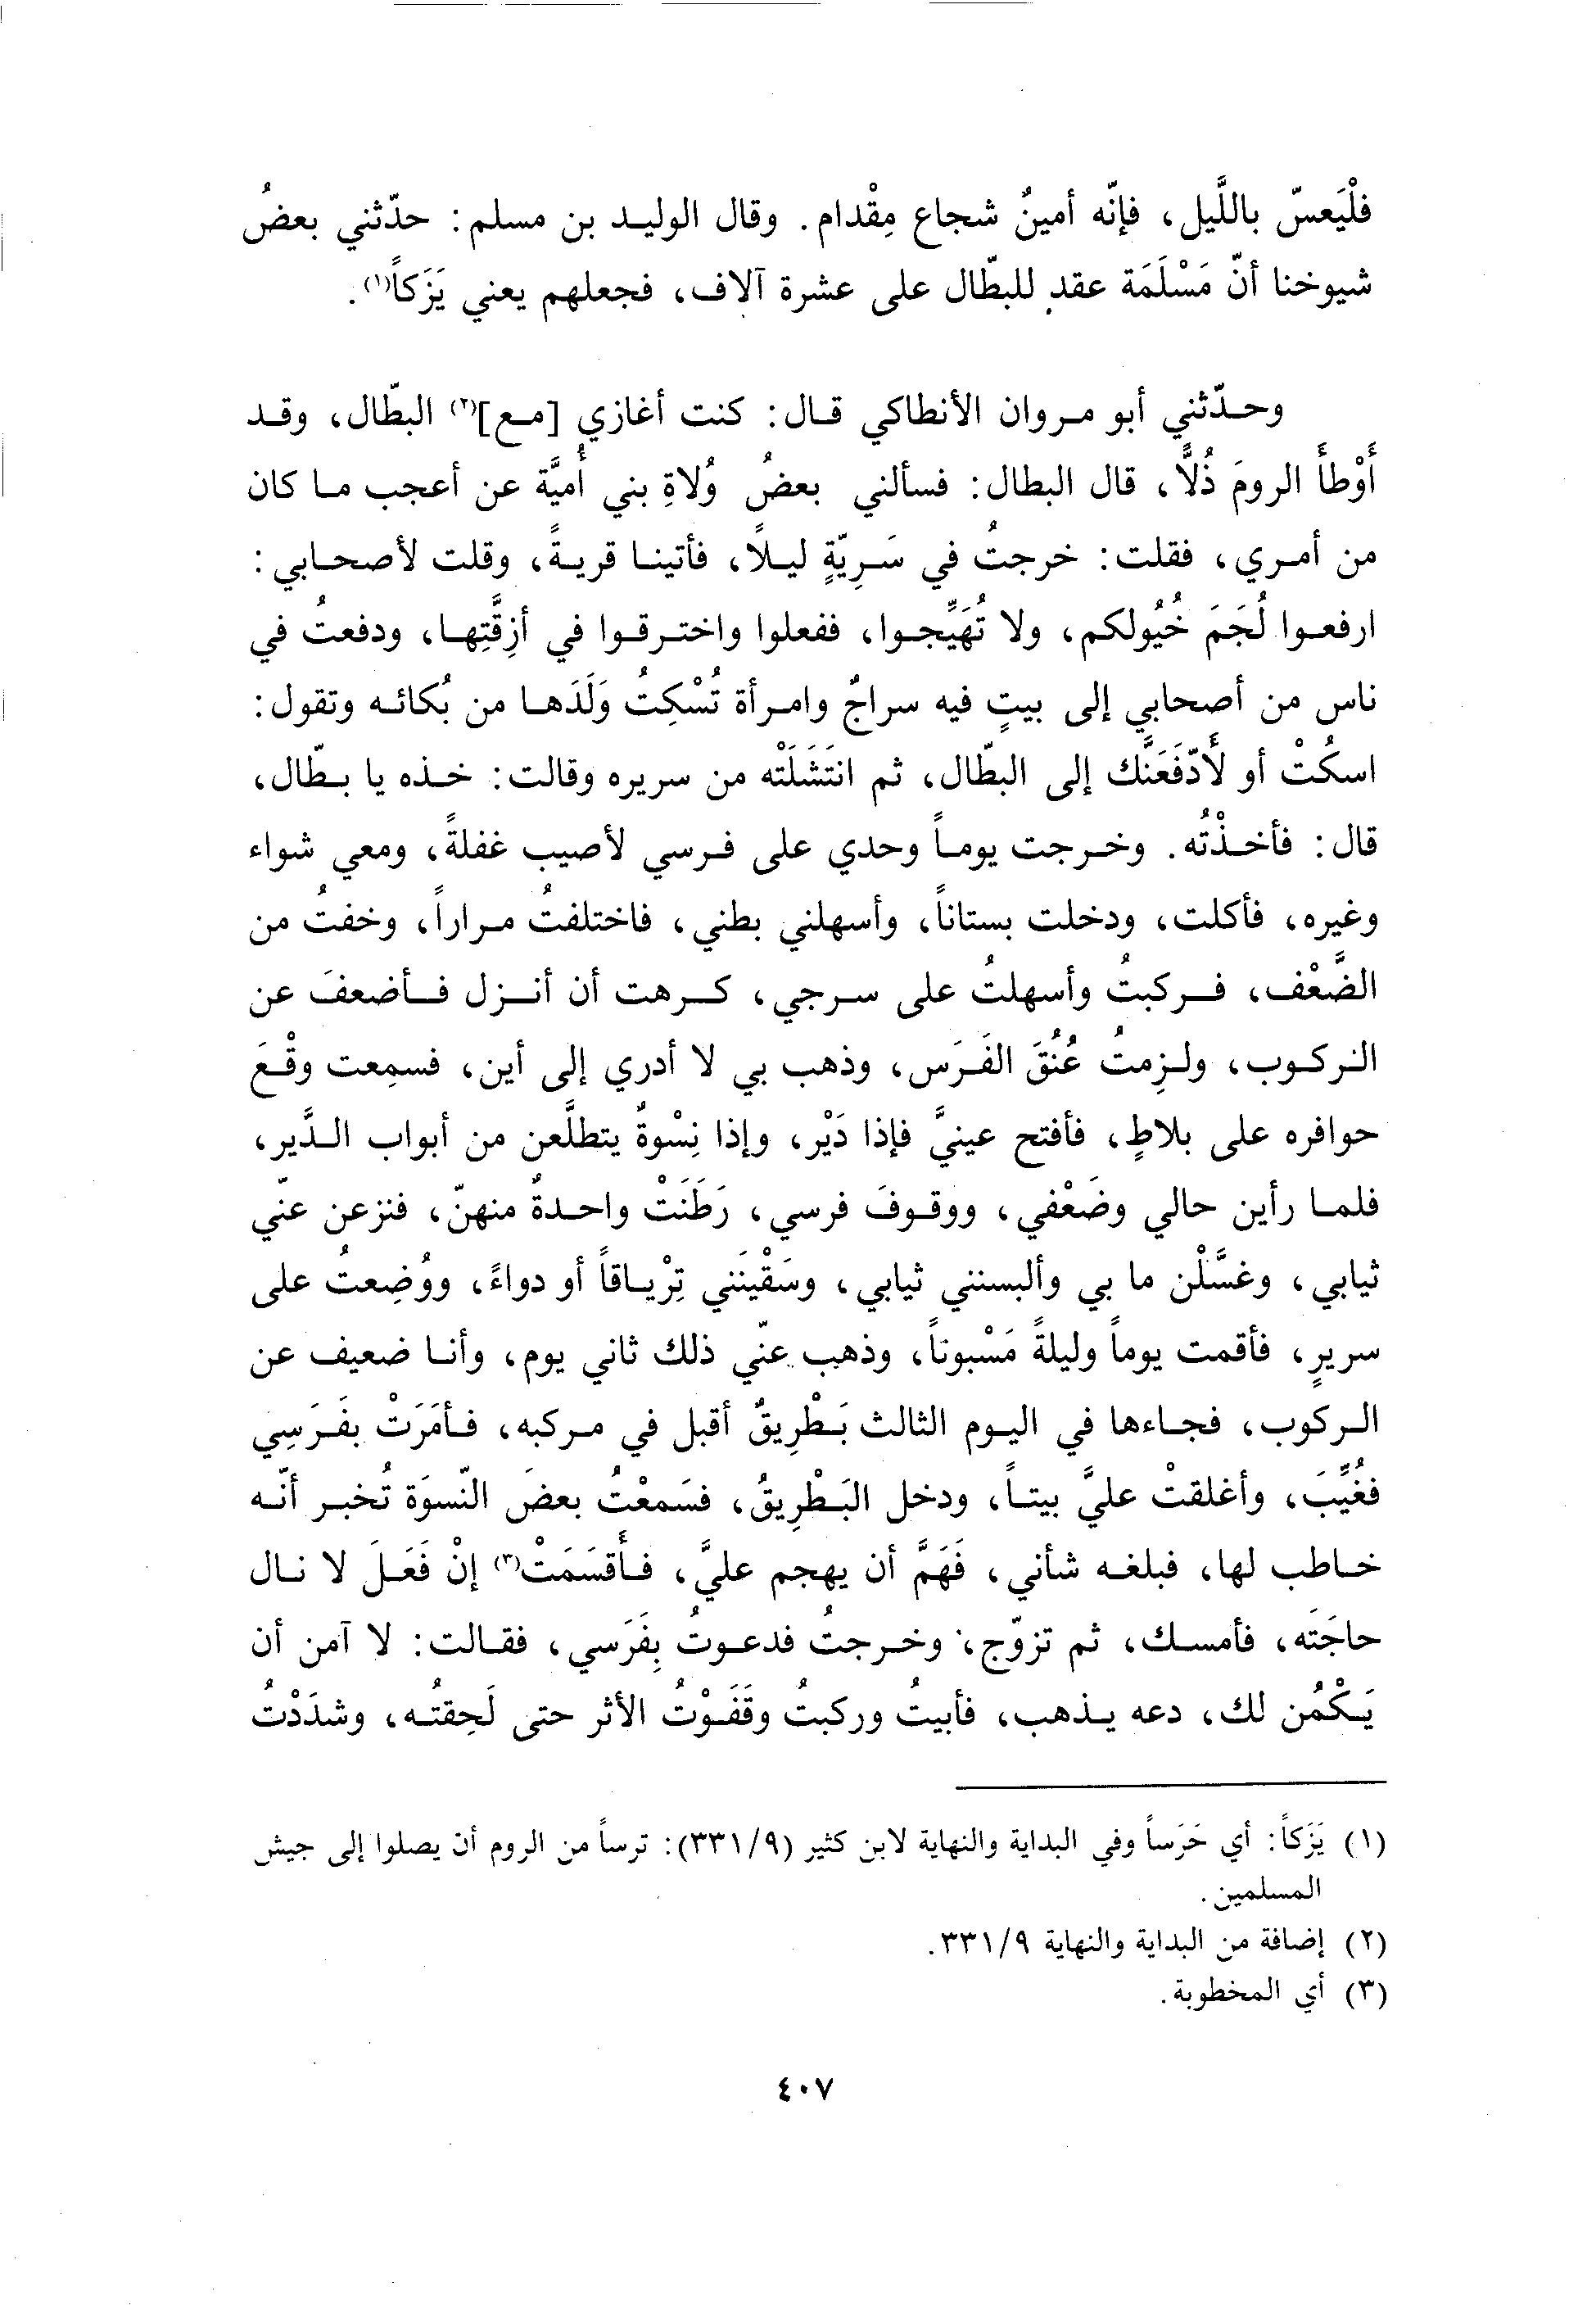 فلْيَعسّ باللَّيل، فإنّه أمينٌ شجاع مِقْدام. وقال الوليد بن مسلم: حدّثني بعضُ
شيوخنا أنّ مَسْلَمَة عقد للبطّال على عشرة آلاف، فجعلهم يعني يَزَكاً(١).
وحدّثني أبو مروان الأنطاكي قال: كنت أغازي [مع](٢) البطّال، وقد
أَوْطأَ الرومَ ذُلاًّ، قال البطال: فسألني بعضُ وُلاةِ بني أُميَّة عن أعجب ما كان
من أمري، فقلت: خرجتُ في سَرِيّةٍ ليلاً، فأتينا قريةً، وقلت لأصحابي:
ارفعوا لُجَمَ خُيُولكم، ولا تُهَيِّجوا، ففعلوا واخترقوا في أزِقَّتِها، ودفعتُ في
ناس من أصحابي إلى بيتٍ فيه سراجٌ وامرأة تُسْكِتُ وَلَدَها من بُكائه وتقول:
اسكُتْ أو لأَدّفَعَنَّك إلى البطّال، ثم انتَشَلَتْه من سريره وقالت: خذه يا بطّال،
قال: فأخذْتُه. وخرجت يوماً وحدي على فرسي لأصيب غفلةً، ومعي شواء
وغيره، فأكلت، ودخلت بستاناً، وأسهلني بطني، فاختلفتُ مراراً، وخفتُ من
الضَّعْف، فركبتُ وأسهلتُ على سرجي، كرهت أن أنزل فأضعفَ عن
الركوب، ولزِمتُ عُنُقَ الفَرَس، وذهب بي لا أدري إلى أين، فسمِعت وقْعَ
حوافره على بلاطٍ، فأفتح عينيَّ فإذا دَيْر، وإذا نِسْوةٌ يتطلَّعن من أبواب الدَّير،
فلما رأين حالي وضَعْفي، ووقوفَ فرسي، رَطَنَتْ واحدةٌ منهنّ، فنزعن عنّي
ثيابي، وغسَّلْن ما بي وألبسنني ثيابي، وسَقْينَني تِرْياقاً أو دواءً، ووُضِعتُ على
سريرٍ، فأقمت يوماً وليلةً مَسْبوتاً، وذهب عنّي ذلك ثاني يوم، وأنا ضعيف عن
الركوب، فجاءها في اليوم الثالث بَطْرِيقٌ أقبل في مركبه، فأمَرَتْ بفَرَسِي
فغُيِّبَ، وأغلقتْ عليَّ بيتاً، ودخل البَطْرِيقُ، فسَمعْتُ بعضَ النّسوَة تُخبر أنّه
خاطب لها، فبلغه شأني، فَهَمَّ أن يهجم عليَّ، فأَقسَمَتْ(٣) إنْ فَعَلَ لا نال
حاجَتَه، فأمسك، ثم تزوّج، وخرجتُ فدعوتُ بِفَرَسي، فقالت: لا آمن أن
يَكْمُن لك، دعه يذهب، فأبيتُ وركبتُ وقَفَوْتُ الأثر حتى لَحِقتُه، وشدَدْتُ
(١) يَزَكاً: أي حَرَساً وفي البداية والنهاية لابن كثير (٣٣١/٩): ترساً من الروم أن يصلوا إلى جيش
المسلمين.
(٢) إضافة من البداية والنهاية ٣٣١/٩.
(٣) أي المخطوبة.
٤٠٧